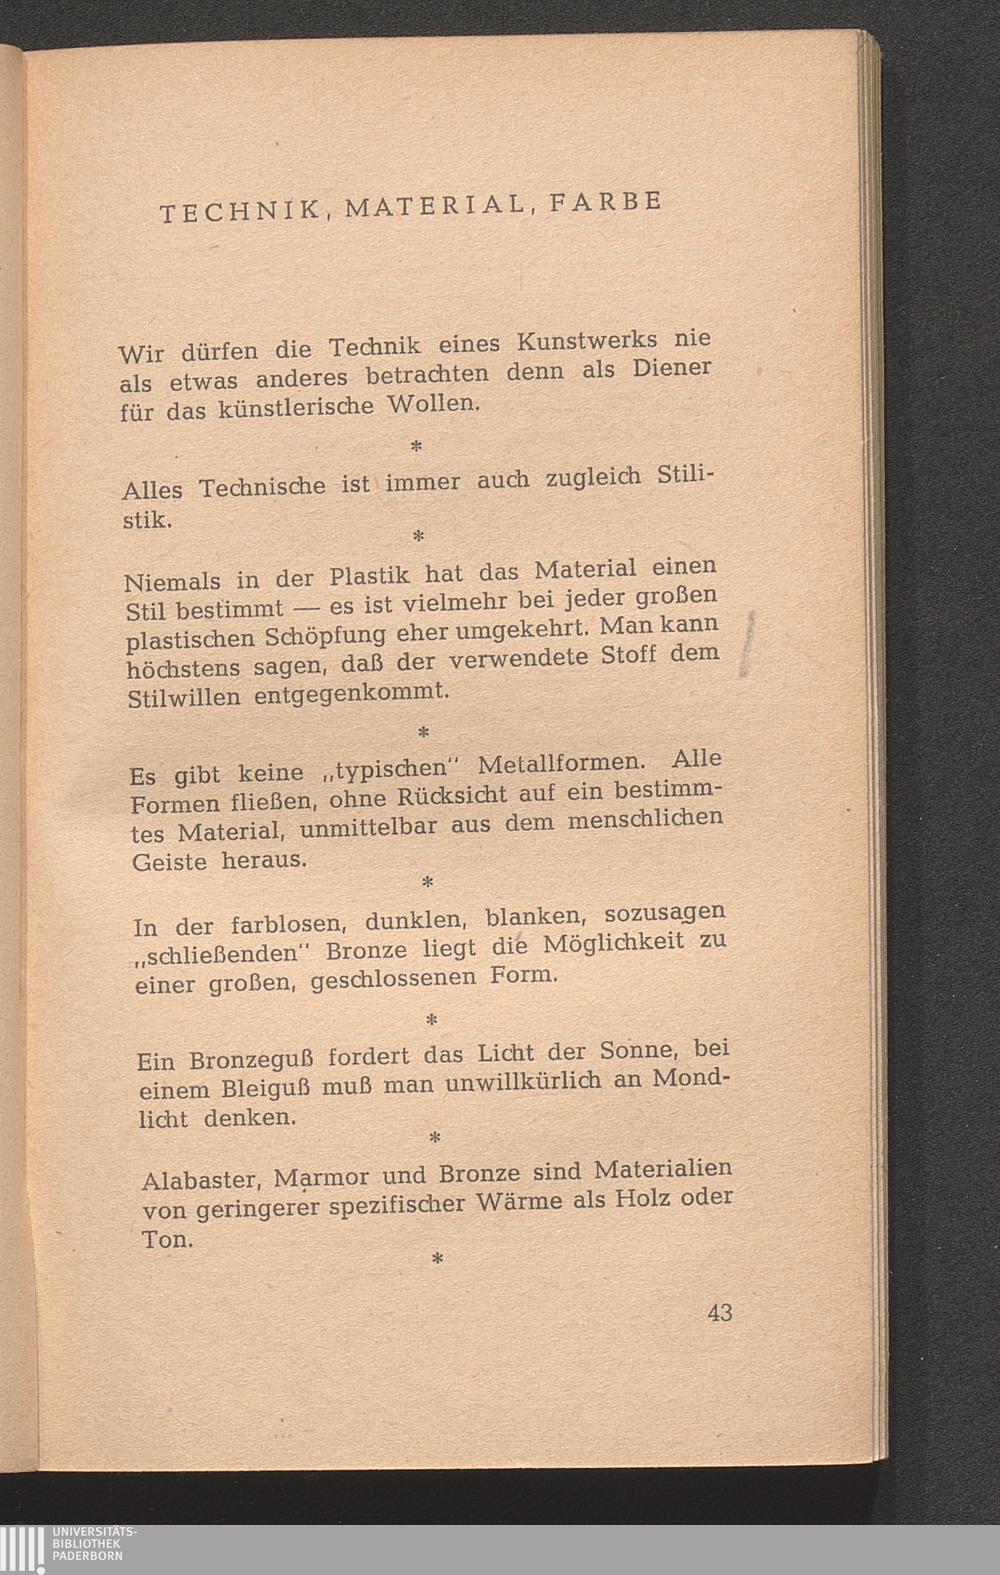 TECHNIK, MATERIAL, FARBE
Wir dürfen die Technik eines Kunstwerks nie
als etwas anderes betrachten denn als Diener
für das künstlerische Wollen.
*
Alles Technische ist immer auch zugleich Stili-
stik.
*
Niemals in der Plastik hat das Material einen
Stil bestimmt — es ist vielmehr bei jeder großen
plastischen Schöpfung eher umgekehrt. Man kann
höchstens sagen, daß der verwendete Stoff dem
Stilwillen entgegenkommt.
*
Es gibt keine „typischen" Metallformen. Alle
Formen fließen, ohne Rücksicht auf ein bestimm-
tes Material, unmittelbar aus dem menschlichen
Geiste heraus.
*
In der farblosen, dunklen, blanken, sozusagen
„schließenden" Bronze liegt die Möglichkeit zu
einer großen, geschlossenen Form.
*
Ein Bronzeguß fordert das Licht der Sonne, bei
einem Bleiguß muß man unwillkürlich an Mond-
licht denken.
*
Alabaster, Marmor und Bronze sind Materialien
von geringerer spezifischer Wärme als Holz oder
Ton.
*
43
UNIVERSITÄTS-
BIBLIOTHEK
PADERBORN